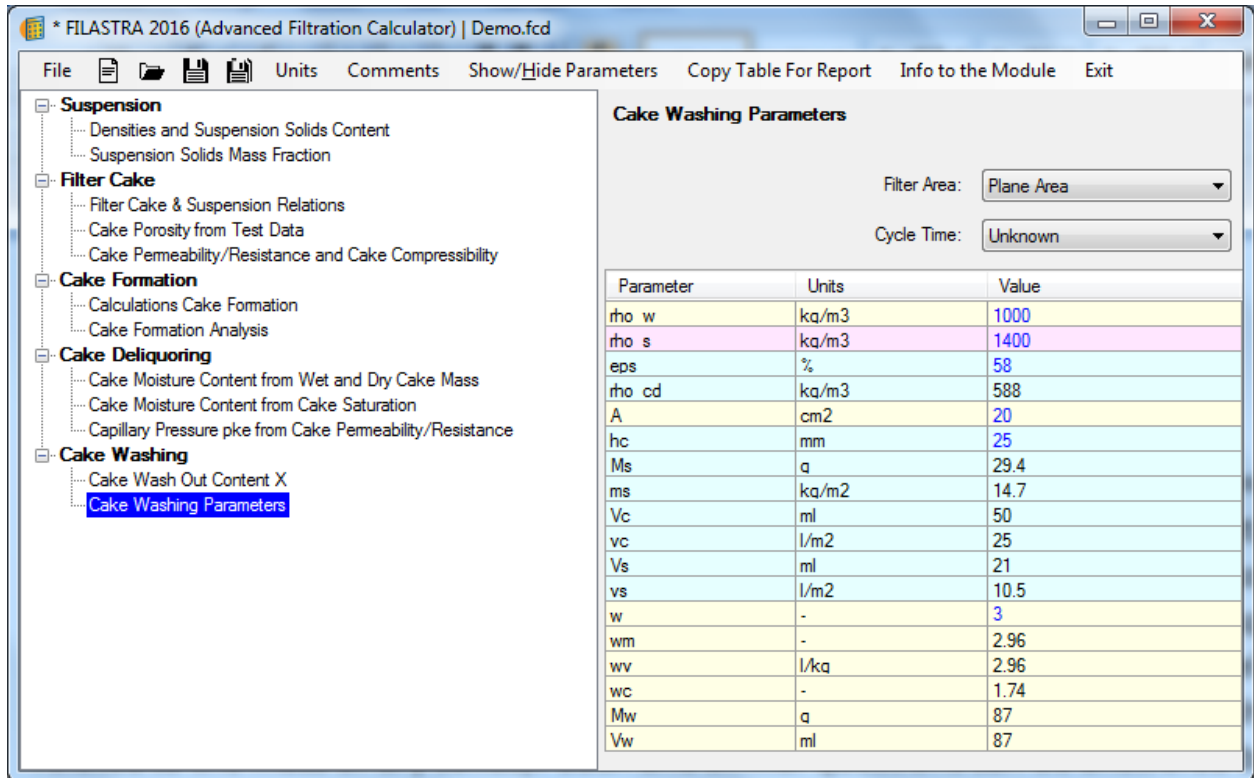 * FILASTRA 2016 (Advanced Filtration Calculator) | Demo.fcd
File Units Comments Show/Hide Parameters Copy Table For Report Info to the Module Exit
Suspension
Densities and Suspension Solids Content
Suspension Solids Mass Fraction
Filter Cake
Filter Cake & Suspension Relations
Cake Porosity from Test Data
Cake Permeability/Resistance and Cake Compressibility
Cake Formation
Calculations Cake Formation
Cake Formation Analysis
Cake Deliquoring
Cake Moisture Content from Wet and Dry Cake Mass
Cake Moisture Content from Cake Saturation
Capillary Pressure pke from Cake Permeability/Resistance
Cake Washing
Cake Wash Out Content X
Cake Washing Parameters
Cake Washing Parameters
Filter Area: Plane Area
Cycle Time: Unknown
Parameter Units Value
rho_w kg/m3 1000
rho_s kg/m3 1400
eps % 58
rho_cd kg/m3 588
A cm2 20
hc mm 25
Ms g 29.4
ms kg/m2 14.7
Vc ml 50
vc l/m2 25
Vs ml 21
vs l/m2 10.5
w - 3
wm - 2.96
wv l/kg 2.96
wc - 1.74
Mw g 87
Vw ml 87